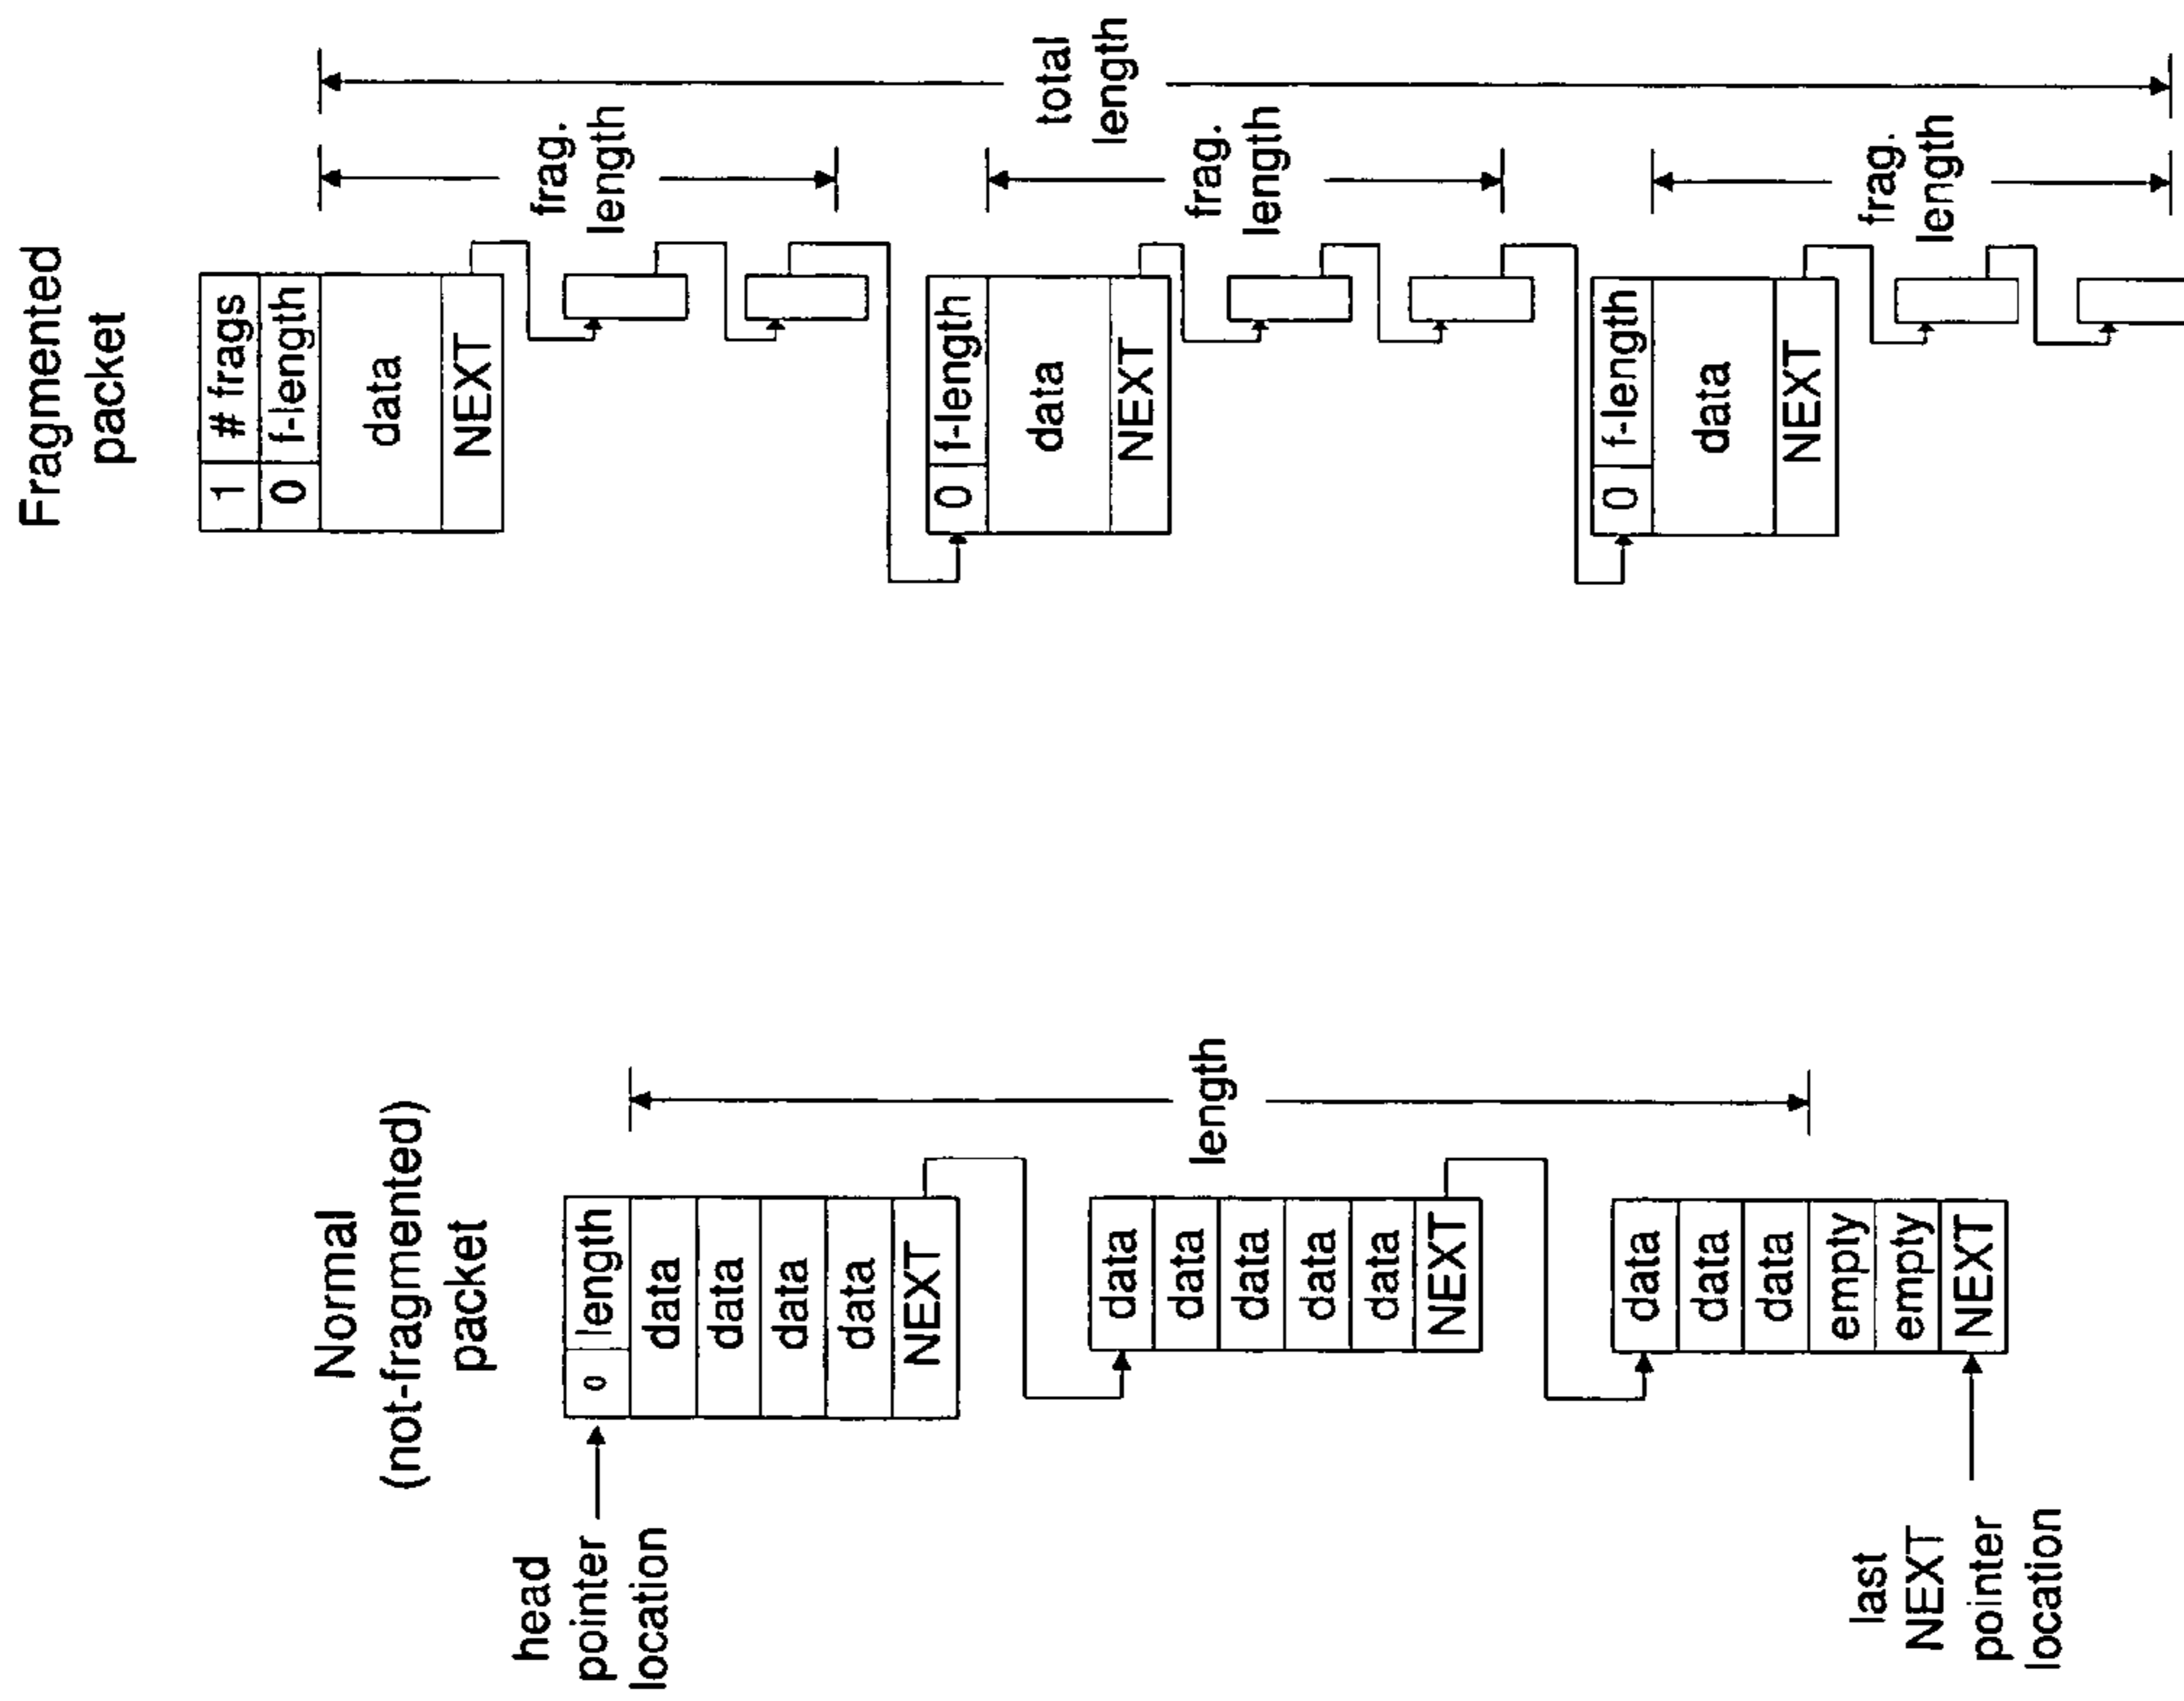 Normal
(not-fragmented)
packet
head
pointer
location
0 length
data
data
data
data
NEXT
data
data
data
data
data
NEXT
data
data
data
empty
empty
NEXT
last
NEXT
pointer
location
length
Fragmented
packet
1 # frags
0 f-length
data
NEXT
frag.
length
0 f-length
data
NEXT
frag.
length
0 f-length
data
NEXT
frag.
length
total
length